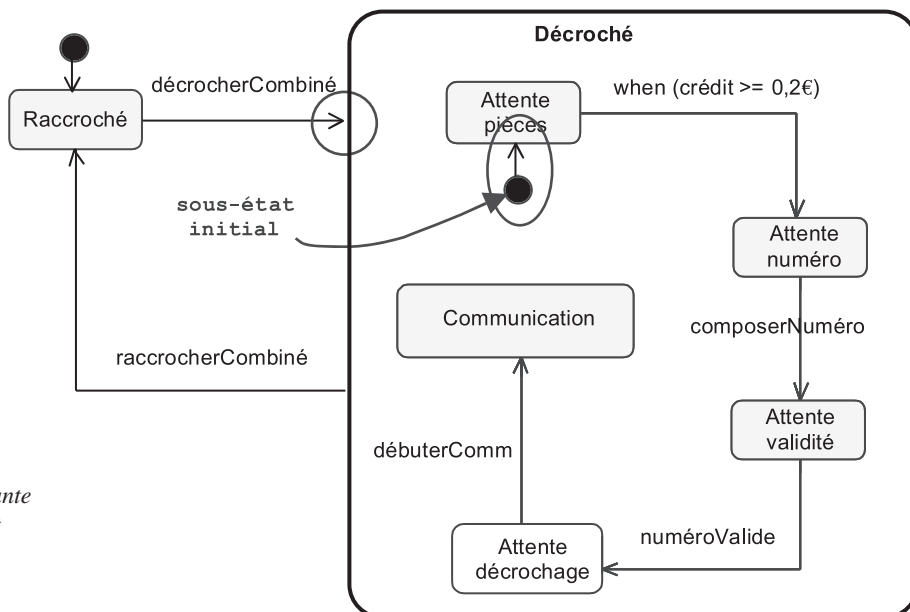 Décroché
décrocherCombiné
Raccroché
Attente
pièces
when (crédit >= 0,2€)
sous-état
initial
Attente
numéro
Communication
composerNuméro
raccrocherCombiné
Attente
validité
débuterComm
numéroValide
Attente
décrochage